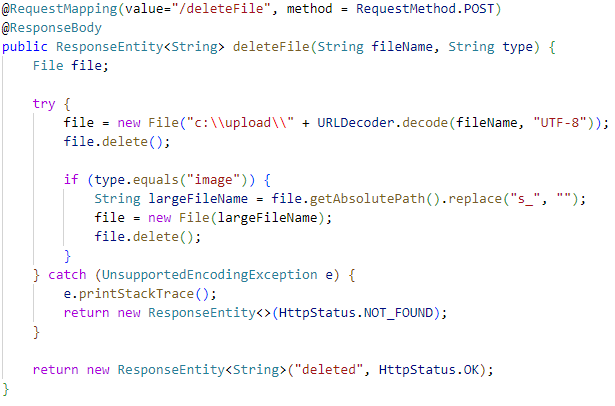 @RequestMapping(value="/deleteFile", method = RequestMethod.POST)
@ResponseBody
public ResponseEntity<String> deleteFile(String fileName, String type) {
    File file;

    try {
        file = new File("c:\\upload\\" + URLDecoder.decode(fileName, "UTF-8"));
        file.delete();

        if (type.equals("image")) {
            String largeFileName = file.getAbsolutePath().replace("s_", "");
            file = new File(largeFileName);
            file.delete();
        }
    } catch (UnsupportedEncodingException e) {
        e.printStackTrace();
        return new ResponseEntity<>(HttpStatus.NOT_FOUND);
    }

    return new ResponseEntity<String>("deleted", HttpStatus.OK);
}